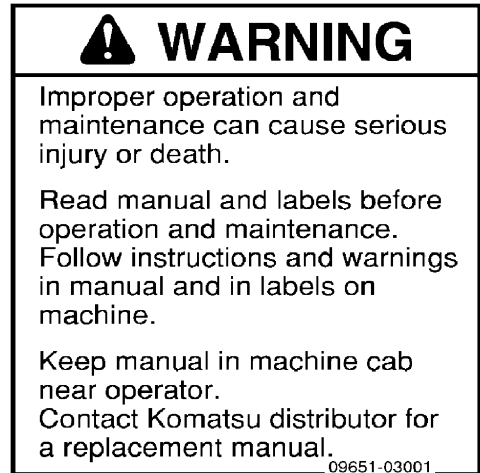 WARNING
Improper operation and
maintenance can cause serious
injury or death.
Read manual and labels before
operation and maintenance.
Follow instructions and warnings
in manual and in labels on
machine.
Keep manual in machine cab
near operator.
Contact Komatsu distributor for
a replacement manual.
09651-03001